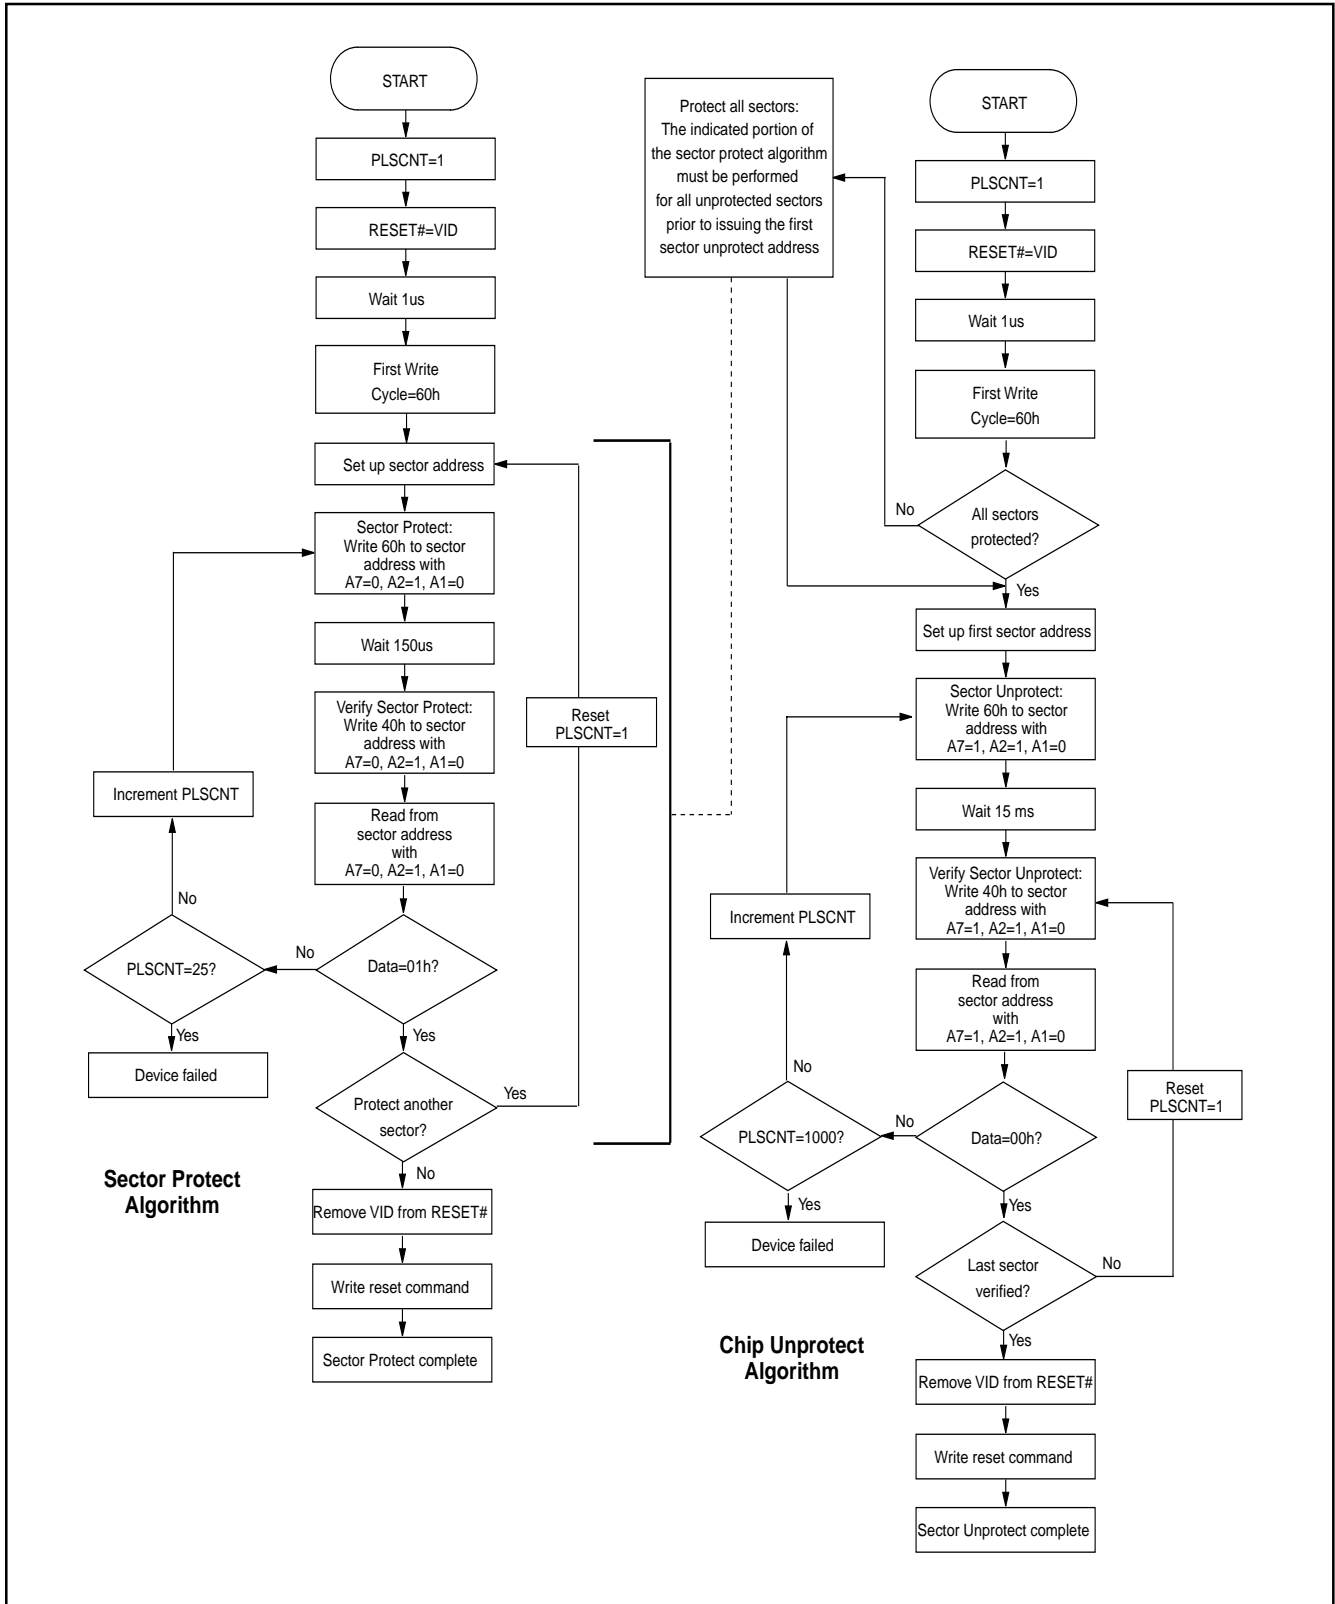 START
PLSCNT=1
RESET#=VID
Wait 1us
First Write
Cycle=60h
Set up sector address
Sector Protect:
Write 60h to sector
address with
A7=0, A2=1, A1=0
Wait 150us
Verify Sector Protect:
Write 40h to sector
address with
A7=0, A2=1, A1=0
Read from
sector address
with
A7=0, A2=1, A1=0
Data=01h?
No
PLSCNT=25?
No
Increment PLSCNT
Yes
Device failed
Yes
Protect another
sector?
Yes
Reset
PLSCNT=1
No
Remove VID from RESET#
Write reset command
Sector Protect complete
Sector Protect
Algorithm
Protect all sectors:
The indicated portion of
the sector protect algorithm
must be performed
for all unprotected sectors
prior to issuing the first
sector unprotect address
START
PLSCNT=1
RESET#=VID
Wait 1us
First Write
Cycle=60h
All sectors
protected?
No
Yes
Set up first sector address
Sector Unprotect:
Write 60h to sector
address with
A7=1, A2=1, A1=0
Wait 15 ms
Verify Sector Unprotect:
Write 40h to sector
address with
A7=1, A2=1, A1=0
Read from
sector address
with
A7=1, A2=1, A1=0
Data=00h?
No
PLSCNT=1000?
No
Increment PLSCNT
Yes
Device failed
Yes
Last sector
verified?
No
Reset
PLSCNT=1
Yes
Remove VID from RESET#
Write reset command
Sector Unprotect complete
Chip Unprotect
Algorithm